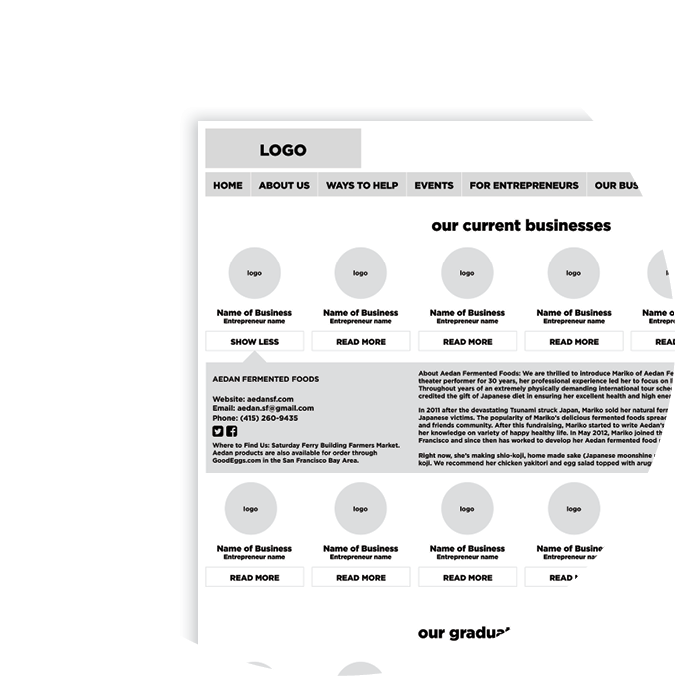 LOGO
HOME ABOUT US WAYS TO HELP EVENTS FOR ENTREPRENEURS OUR BUS
our current businesses
logo logo logo logo
Name of Business Name of Business Name of Business Name of Business Name
Entrepreneur name Entrepreneur name Entrepreneur name Entrepreneur name
SHOW LESS READ MORE READ MORE READ MORE READ
AEDAN FERMENTED FOODS
Website: aedansf.com
Email: aedan.sf@gmail.com
Phone: (415) 260-9435
Where to Find Us: Saturday Ferry Building Farmers Market.
Aedan products are also available for order through
GoodEggs.com in the San Francisco Bay Area.
About Aedan Fermented Foods: We are thrilled to introduce Mariko of Aedan Fe
theater performer for 30 years, her professional experience led her to focus on
Throughout years of an extremely physically demanding international tour sche
credited the gift of Japanese diet in ensuring her excellent health and high ener
In 2011 after the devastating Tsunami struck Japan, Mariko sold her natural ferm
Japanese victims. The popularity of Mariko's delicious fermented foods sprea
and friends community. After this fundraising, Mariko started to write Aedan's
her knowledge on variety of happy healthy life. In May 2012, Mariko joined th
Francisco and since then has worked to develop her Aedan fermented food
Right now, she's making shio-koji, home made sake (Japanese moonshine
koji. We recommend her chicken yakitori and egg salad topped with arug
logo logo logo logo
Name of Business Name of Business Name of Business Name of Busine
Entrepreneur name Entrepreneur name Entrepreneur name Entrepreneur na
READ MORE READ MORE READ MORE READ
our gradua